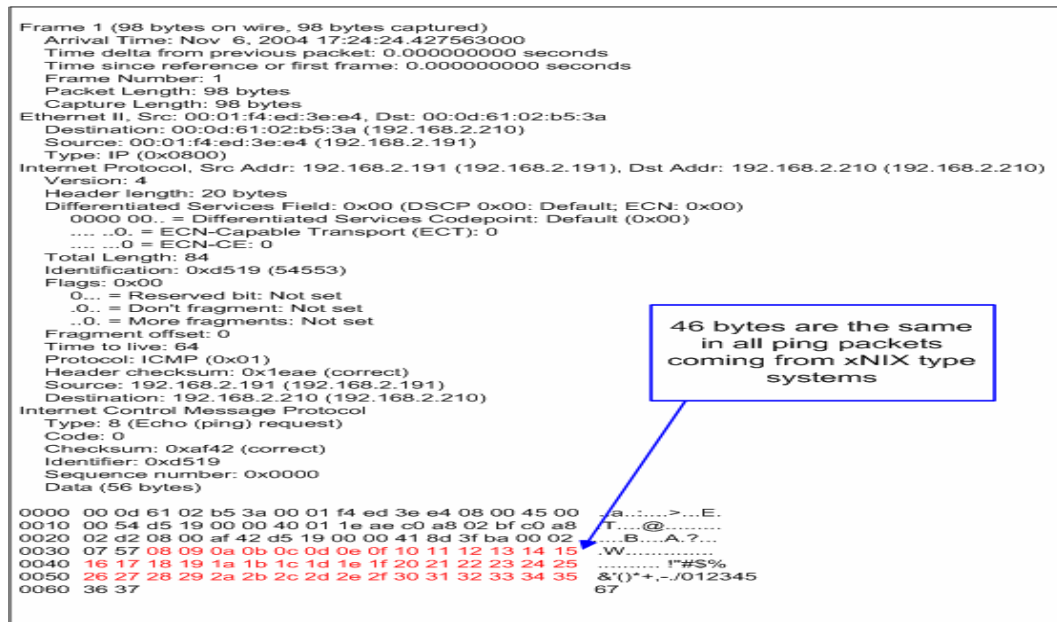 Frame 1 (98 bytes on wire, 98 bytes captured)
Arrival Time: Nov 6, 2004 17:24:24.427563000
Time delta from previous packet: 0.000000000 seconds
Time since reference or first frame: 0.000000000 seconds
Frame Number: 1
Packet Length: 98 bytes
Capture Length: 98 bytes
Ethernet II, Src: 00:01:f4:ed:3e:e4, Dst: 00:0d:61:02:b5:3a
Destination: 00:0d:61:02:b5:3a (192.168.2.210)
Source: 00:01:f4:ed:3e:e4 (192.168.2.191)
Type: IP (0x0800)
Internet Protocol, Src Addr: 192.168.2.191 (192.168.2.191), Dst Addr: 192.168.2.210 (192.168.2.210)
Version: 4
Header length: 20 bytes
Differentiated Services Field: 0x00 (DSCP 0x00: Default; ECN: 0x00)
0000 00.. = Differentiated Services Codepoint: Default (0x00)
.... ..0. = ECN-Capable Transport (ECT): 0
.... ...0 = ECN-CE: 0
Total Length: 84
Identification: 0xd519 (54553)
Flags: 0x00
0... = Reserved bit: Not set
.0.. = Don't fragment: Not set
..0. = More fragments: Not set
Fragment offset: 0
Time to live: 64
Protocol: ICMP (0x01)
Header checksum: 0x1eae (correct)
Source: 192.168.2.191 (192.168.2.191)
Destination: 192.168.2.210 (192.168.2.210)
Internet Control Message Protocol
Type: 8 (Echo (ping) request)
Code: 0
Checksum: 0xaf42 (correct)
Identifier: 0xd519
Sequence number: 0x0000
Data (56 bytes)
46 bytes are the same
in all ping packets
coming from xNIX type
systems
0000 00 0d 61 02 b5 3a 00 01 f4 ed 3e e4 08 00 45 00 ..a..:....>...E.
0010 00 54 d5 19 00 00 40 01 1e ae c0 a8 02 bf c0 a8 .T....@.........
0020 02 d2 08 00 af 42 d5 19 00 00 41 8d 3f ba 00 02 .....B....A.?...
0030 07 57 08 09 0a 0b 0c 0d 0e 0f 10 11 12 13 14 15 .W..............
0040 16 17 18 19 1a 1b 1c 1d 1e 1f 20 21 22 23 24 25 .......... !"#$%
0050 26 27 28 29 2a 2b 2c 2d 2e 2f 30 31 32 33 34 35 &'()*+,-./012345
0060 36 37 67